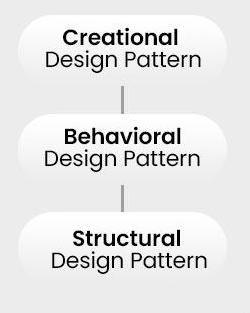 Creational
Design Pattern
Behavioral
Design Pattern
Structural
Design Pattern